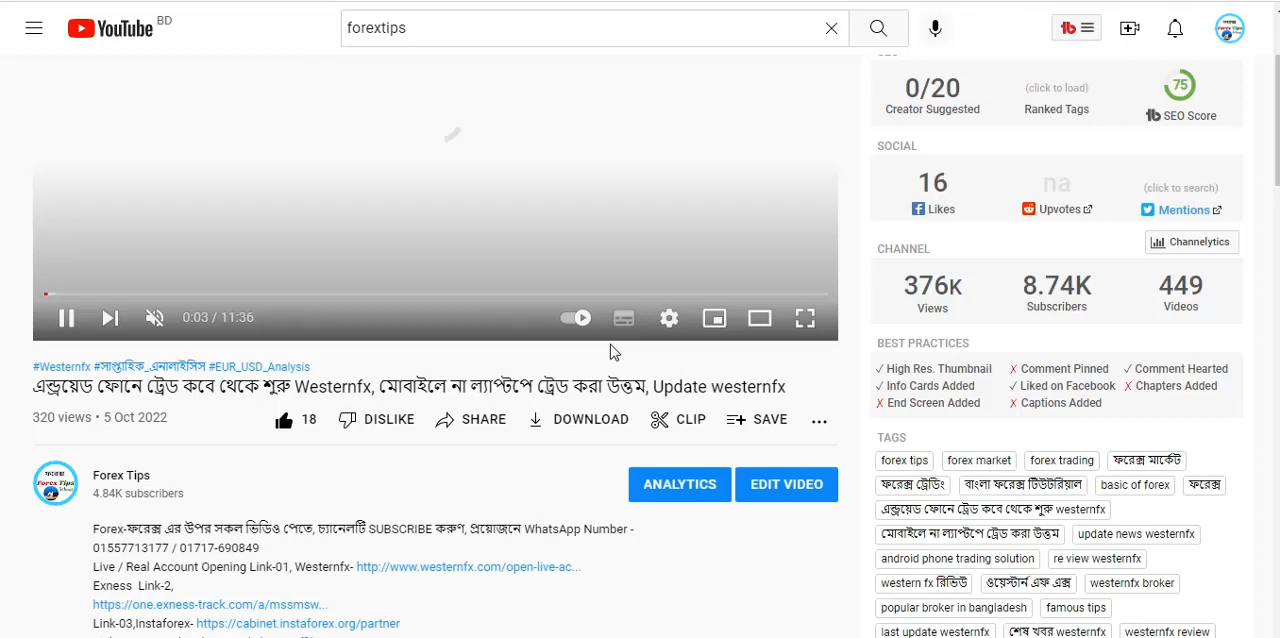 YouTube BD
forextips
0/20
Creator Suggested
(click to load)
Ranked Tags
75
SEO Score
SOCIAL
16
Likes
na
Upvotes
(click to search)
Mentions
CHANNEL
Channelytics
376K
Views
8.74K
Subscribers
449
Videos
BEST PRACTICES
✓ High Res. Thumbnail ✗ Comment Pinned ✓ Comment Hearted
✓ Info Cards Added ✓ Liked on Facebook ✗ Chapters Added
✗ End Screen Added ✗ Captions Added
TAGS
forex tips forex market forex trading ফরেক্স মার্কেট
ফরেক্স ট্রেডিং বাংলা ফরেক্স টিউটরিয়াল basic of forex ফরেক্স
এন্ড্রয়েড ফোনে ট্রেড কবে থেকে শুরু westernfx
মোবাইলে না ল্যাপ্টপে ট্রেড করা উত্তম update news westernfx
android phone trading solution re view westernfx
western fx রিভিউ ওয়েস্টার্ন এফ এক্স westernfx broker
popular broker in bangladesh famous tips
last update westernfx শেষ খবর westernfx westernfx review
0:03 / 11:36
#Westernfx #সাপ্তাহিক_এনালাইসিস #EUR_USD_Analysis
এন্ড্রয়েড ফোনে ট্রেড কবে থেকে শুরু Westernfx, মোবাইলে না ল্যাপ্টপে ট্রেড করা উত্তম, Update westernfx
320 views • 5 Oct 2022
18 DISLIKE SHARE DOWNLOAD CLIP SAVE
Forex Tips
4.84K subscribers
ANALYTICS EDIT VIDEO
Forex-ফরেক্স এর উপর সকল ভিডিও পেতে, চ্যানেলটি SUBSCRIBE করুণ, প্রয়োজনে WhatsApp Number -
01557713177 / 01717-690849
Live / Real Account Opening Link-01, Westernfx- http://www.westernfx.com/open-live-ac...
Exness Link-2,
https://one.exness-track.com/a/mssmsw...
Link-03,Instaforex- https://cabinet.instaforex.org/partner